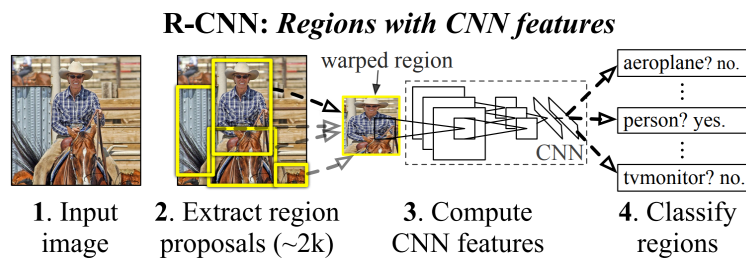 R-CNN: Regions with CNN features
warped region
aeroplane? no.
person? yes.
CNN
tvmonitor? no.
1. Input
image
2. Extract region
proposals (~2k)
3. Compute
CNN features
4. Classify
regions